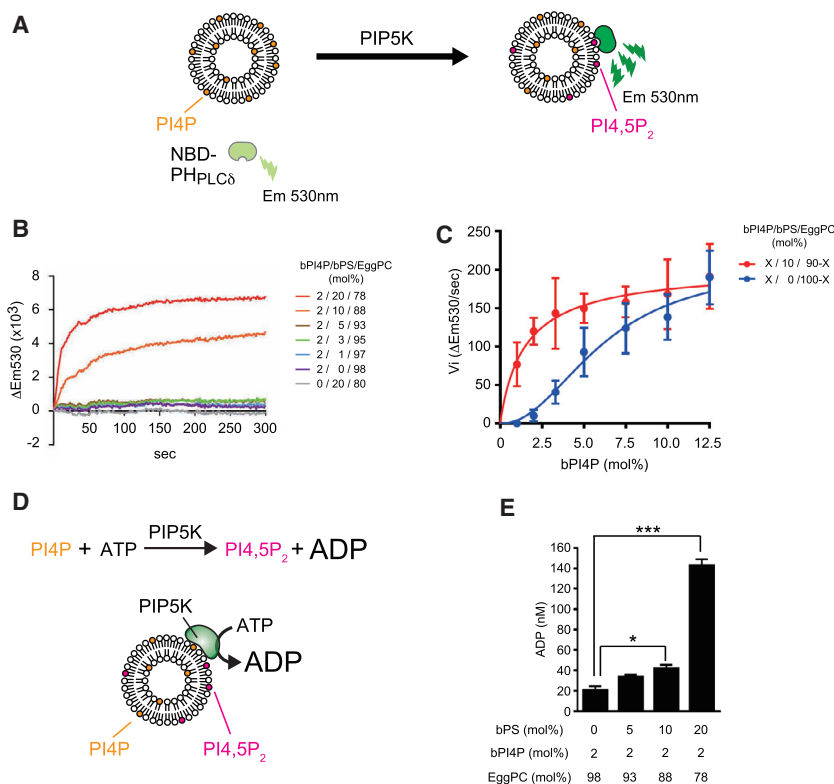 A
PIP5K
PI4P
NBD-
PHPLCδ
Em 530nm
Em 530nm
PI4,5P2
B
bPI4P/bPS/EggPC
(mol%)
2 / 20 / 78
2 / 10 / 88
2 / 5 / 93
2 / 3 / 95
2 / 1 / 97
2 / 0 / 98
0 / 20 / 80
ΔEm530 (x10³)
8
6
4
2
0
-2
50 100 150 200 250 300
sec
C
bPI4P/bPS/EggPC
(mol%)
X / 10 / 90-X
X / 0 /100-X
Vi (ΔEm530/sec)
250
200
150
100
50
0
0 2.5 5.0 7.5 10.0 12.5
bPI4P (mol%)
D
PI4P + ATP PIP5K PI4,5P2 + ADP
PIP5K
ATP
ADP
PI4P
PI4,5P2
E
***
*
ADP (nM)
160
140
120
100
80
60
40
20
0
bPS (mol%) 0 5 10 20
bPI4P (mol%) 2 2 2 2
EggPC (mol%) 98 93 88 78